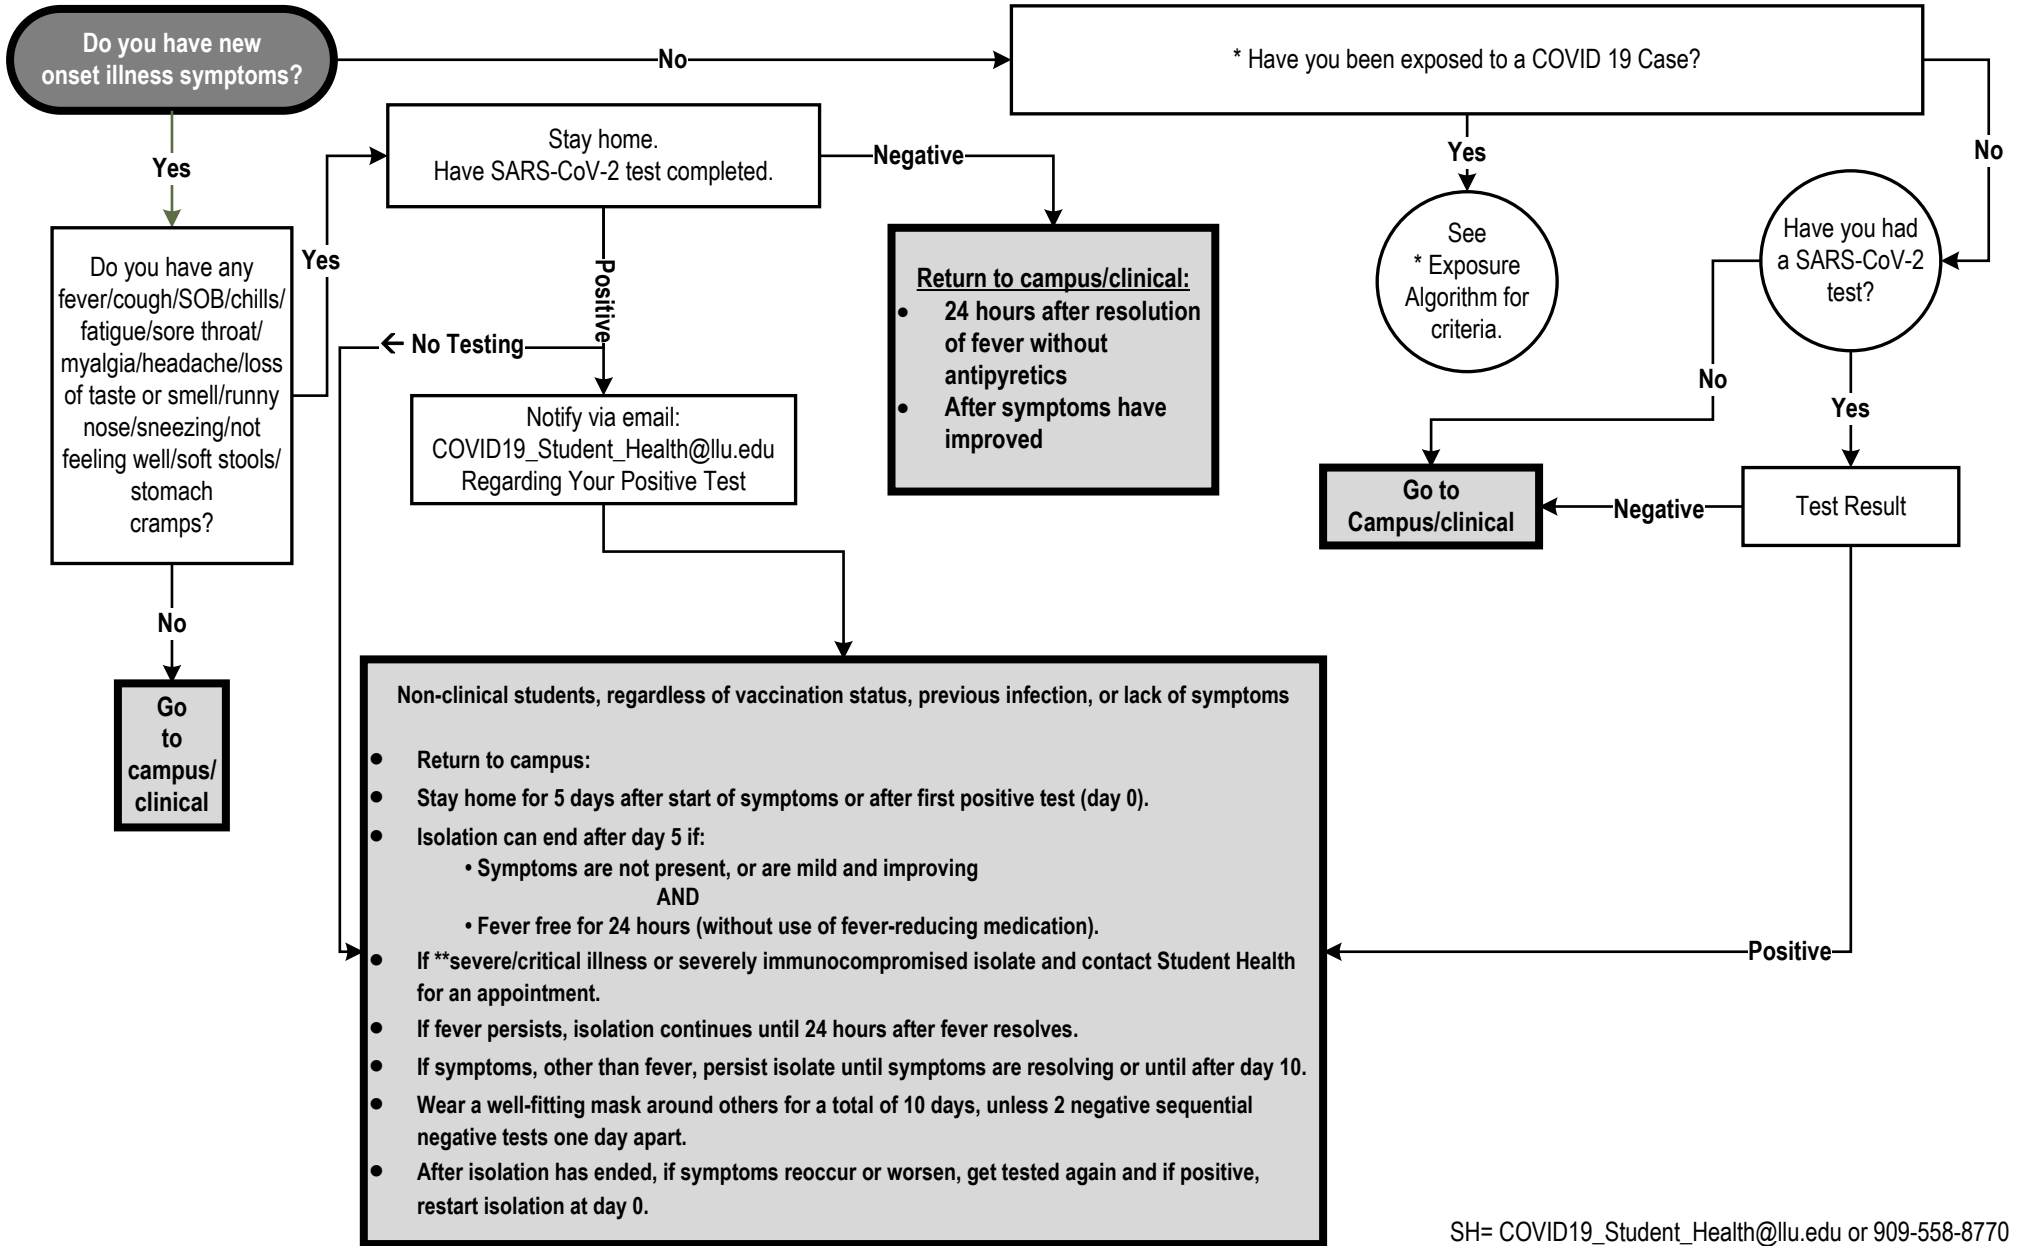 Do you have new
onset illness symptoms?
No
* Have you been exposed to a COVID 19 Case?
Yes
No
Yes
Stay home.
Have SARS-CoV-2 test completed.
Negative
Do you have any
fever/cough/SOB/chills/
fatigue/sore throat/
myalgia/headache/loss
of taste or smell/runny
nose/sneezing/not
feeling well/soft stools/
stomach
cramps?
Yes
Positive
← No Testing
Notify via email:
COVID19_Student_Health@llu.edu
Regarding Your Positive Test
Return to campus/clinical:
• 24 hours after resolution
of fever without
antipyretics
• After symptoms have
improved
See
* Exposure
Algorithm for
criteria.
Have you had
a SARS-CoV-2
test?
No
Yes
Go to
Campus/clinical
Negative
Test Result
No
Go
to
campus/
clinical
Positive
Non-clinical students, regardless of vaccination status, previous infection, or lack of symptoms
• Return to campus:
• Stay home for 5 days after start of symptoms or after first positive test (day 0).
• Isolation can end after day 5 if:
• Symptoms are not present, or are mild and improving
AND
• Fever free for 24 hours (without use of fever-reducing medication).
• If **severe/critical illness or severely immunocompromised isolate and contact Student Health
for an appointment.
• If fever persists, isolation continues until 24 hours after fever resolves.
• If symptoms, other than fever, persist isolate until symptoms are resolving or until after day 10.
• Wear a well-fitting mask around others for a total of 10 days, unless 2 negative sequential
negative tests one day apart.
• After isolation has ended, if symptoms reoccur or worsen, get tested again and if positive,
restart isolation at day 0.
SH= COVID19_Student_Health@llu.edu or 909-558-8770